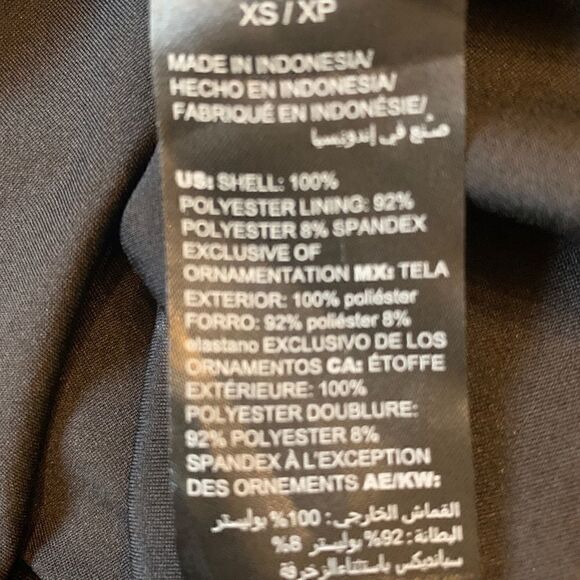 XS / XP
MADE IN INDONESIA/
HECHO EN INDONESIA/
FABRIQUÉ EN INDONÉSIE/
صنع في إندونيسيا
US: SHELL: 100%
POLYESTER LINING: 92%
POLYESTER 8% SPANDEX
EXCLUSIVE OF
ORNAMENTATION MX: TELA
EXTERIOR: 100% poliéster
FORRO: 92% poliéster 8%
elastano EXCLUSIVO DE LOS
ORNAMENTOS CA: ÉTOFFE
EXTÉRIEURE: 100%
POLYESTER DOUBLURE:
92% POLYESTER 8%
SPANDEX À L'EXCEPTION
DES ORNEMENTS AE/KW:
القماش الخارجي: 100% بوليستر
البطانة: 92% بوليستر 8%
سبانديكس باستثناء الزخرفة